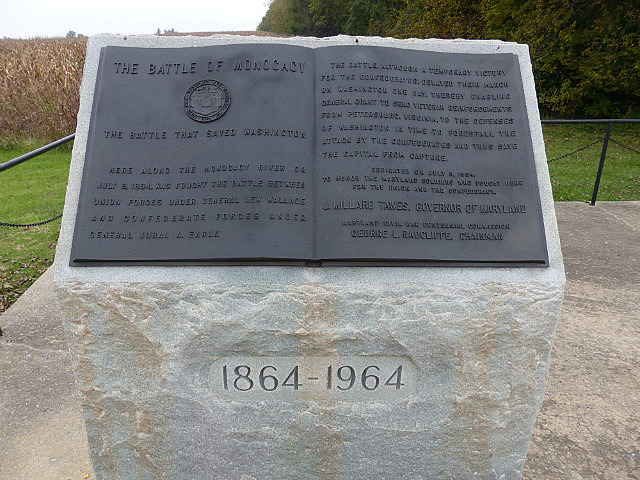 THE BATTLE OF MONOCACY
THE BATTLE THAT SAVED WASHINGTON
HERE ALONG THE MONOCACY RIVER ON
JULY 9, 1864, WAS FOUGHT THE BATTLE BETWEEN
UNION FORCES UNDER GENERAL LEW WALLACE
AND CONFEDERATE FORCES UNDER
GENERAL JUBAL A. EARLY.
THE BATTLE, ALTHOUGH A TEMPORARY VICTORY
FOR THE CONFEDERATES, DELAYED THEIR MARCH
ON WASHINGTON ONE DAY, THEREBY ENABLING
GENERAL GRANT TO SEND VETERAN REINFORCEMENTS
FROM PETERSBURG, VIRGINIA, TO THE DEFENSES
OF WASHINGTON IN TIME TO FORESTALL THE
ATTACK BY THE CONFEDERATES AND THUS SAVE
THE CAPITAL FROM CAPTURE.
DEDICATED ON JULY 9, 1964,
TO HONOR THE MARYLAND SOLDIERS WHO FOUGHT HERE
FOR THE UNION AND THE CONFEDERACY.
J. MILLARD TAWES, GOVERNOR OF MARYLAND
MARYLAND CIVIL WAR CENTENNIAL COMMISSION
GEORGE L. RADCLIFFE, CHAIRMAN
1864-1964